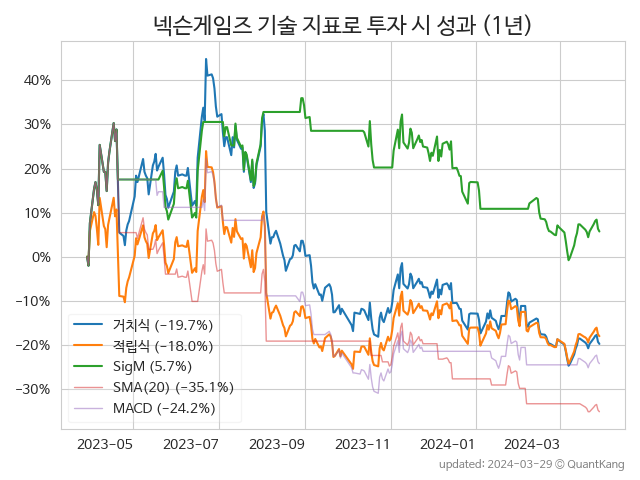 넥슨게임즈 기술 지표로 투자 시 성과 (1년)
40%
30%
20%
10%
0%
−10%
−20%
−30%
거치식 (−19.7%)
적립식 (−18.0%)
SigM (5.7%)
SMA(20) (−35.1%)
MACD (−24.2%)
2023−05 2023−07 2023−09 2023−11 2024−01 2024−03
updated: 2024−03−29 © QuantKang